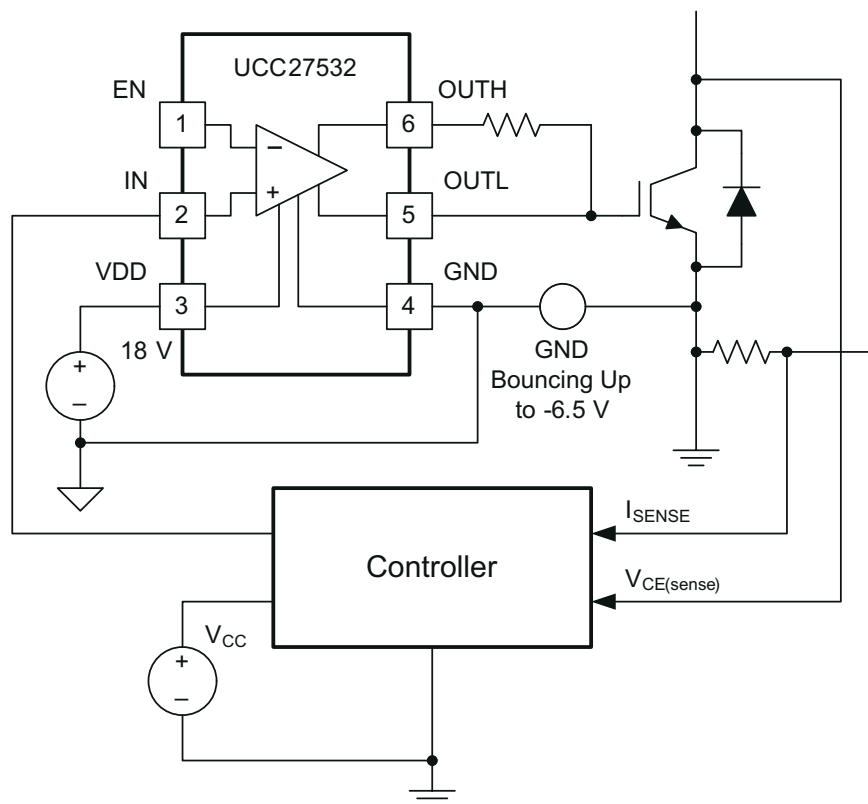 UCC27532
EN
OUTH
1
6
–
IN
+
OUTL
2
5
VDD
GND
3
4
18 V
GND
Bouncing Up
to -6.5 V
+
–
ISENSE
Controller
VCE(sense)
VCC
+
–